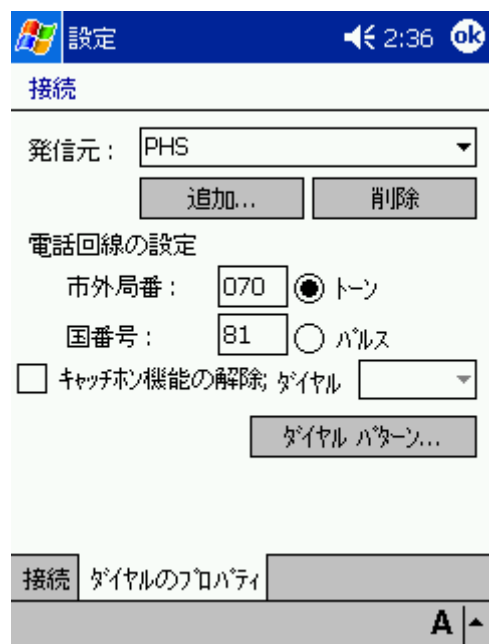 設定 2:36 ok
接続
発信元: PHS
追加... 削除
電話回線の設定
市外局番: 070 ﾄｰﾝ
国番号: 81 ﾊﾟﾙｽ
ｷｬｯﾁﾎﾝ機能の解除; ﾀﾞｲﾔﾙ
ﾀﾞｲﾔﾙ ﾊﾟﾀｰﾝ...
接続 ﾀﾞｲﾔﾙのﾌﾟﾛﾊﾟﾃｨ
A